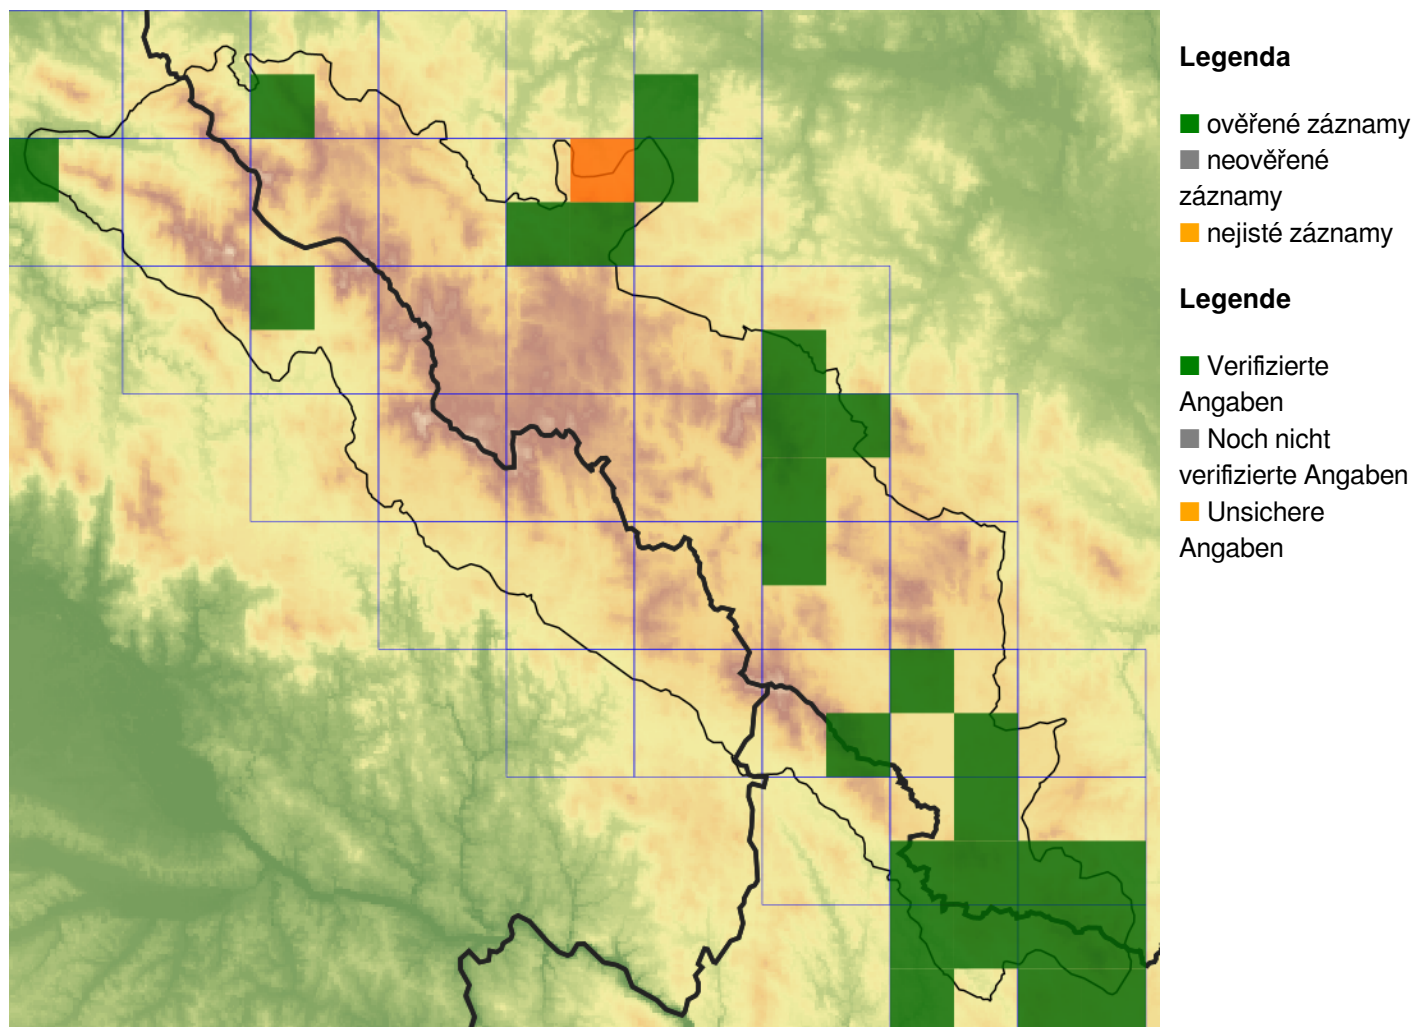 Legenda
ověřené záznamy
neověřené
záznamy
nejisté záznamy
Legende
Verifizierte
Angaben
Noch nicht
verifizierte Angaben
Unsichere
Angaben